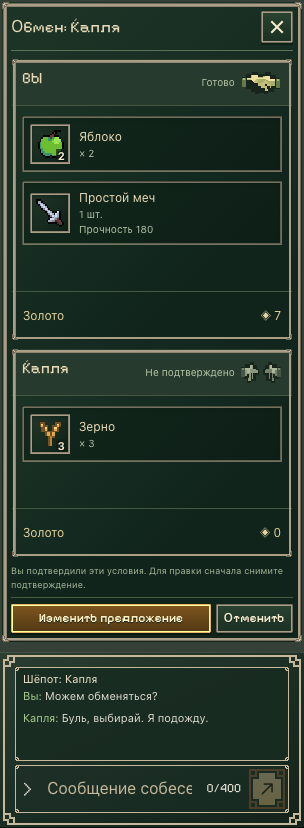 Обмен: Капля
Вы
Готово
2
Яблоко
× 2
Простой меч
1 шт.
Прочность 180
Золото
7
Капля
Не подтверждено
3
Зерно
× 3
Золото
0
Вы подтвердили эти условия. Для правки сначала снимите
подтверждение.
Изменить предложение
Отменить
Шёпот: Капля
Вы: Можем обменяться?
Капля: Буль, выбирай. Я подожду.
Сообщение собесе
0/400